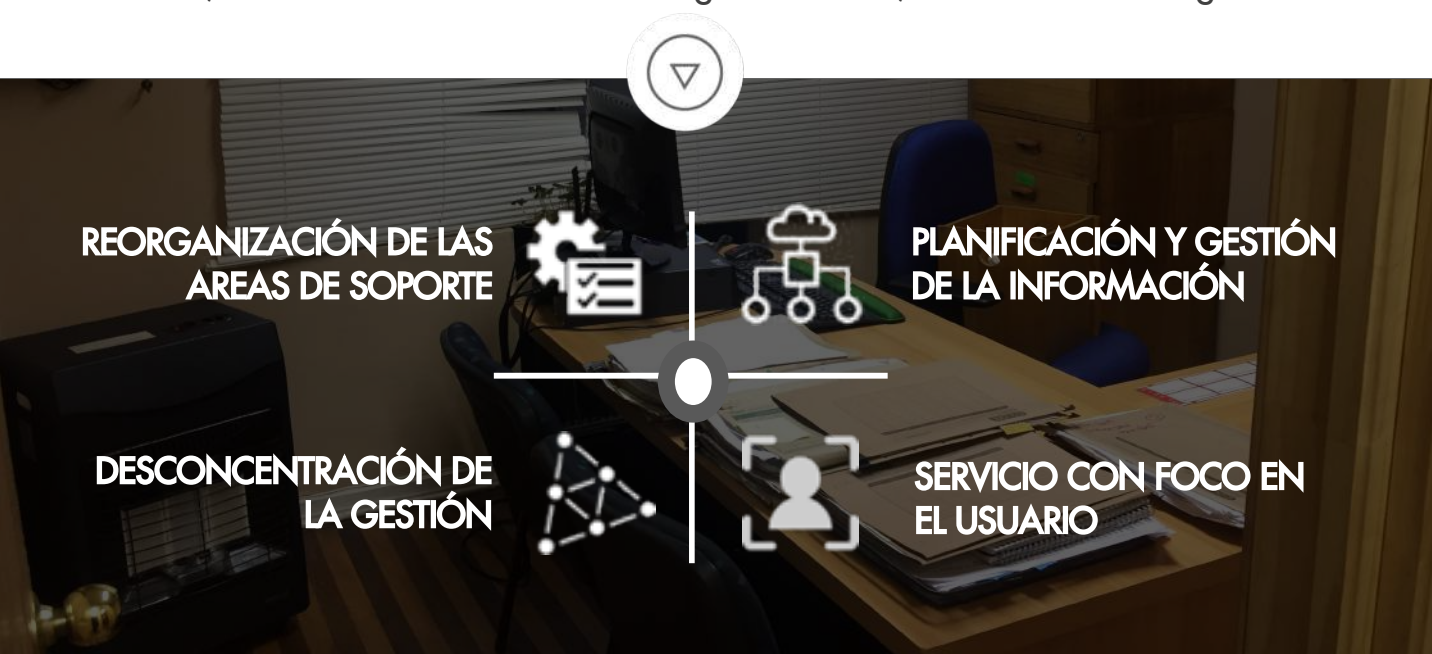 REORGANIZACIÓN DE LAS
AREAS DE SOPORTE
PLANIFICACIÓN Y GESTIÓN
DE LA INFORMACIÓN
DESCONCENTRACIÓN DE
LA GESTIÓN
SERVICIO CON FOCO EN
EL USUARIO